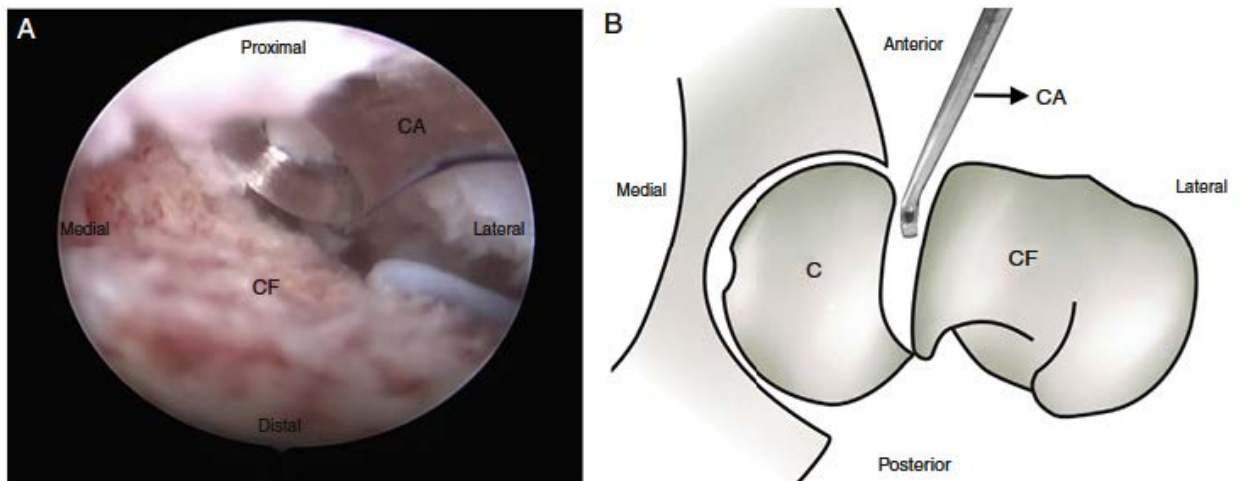 A
Proximal
CA
Medial
Lateral
CF
Distal
B
Anterior
CA
Medial
Lateral
C
CF
Posterior